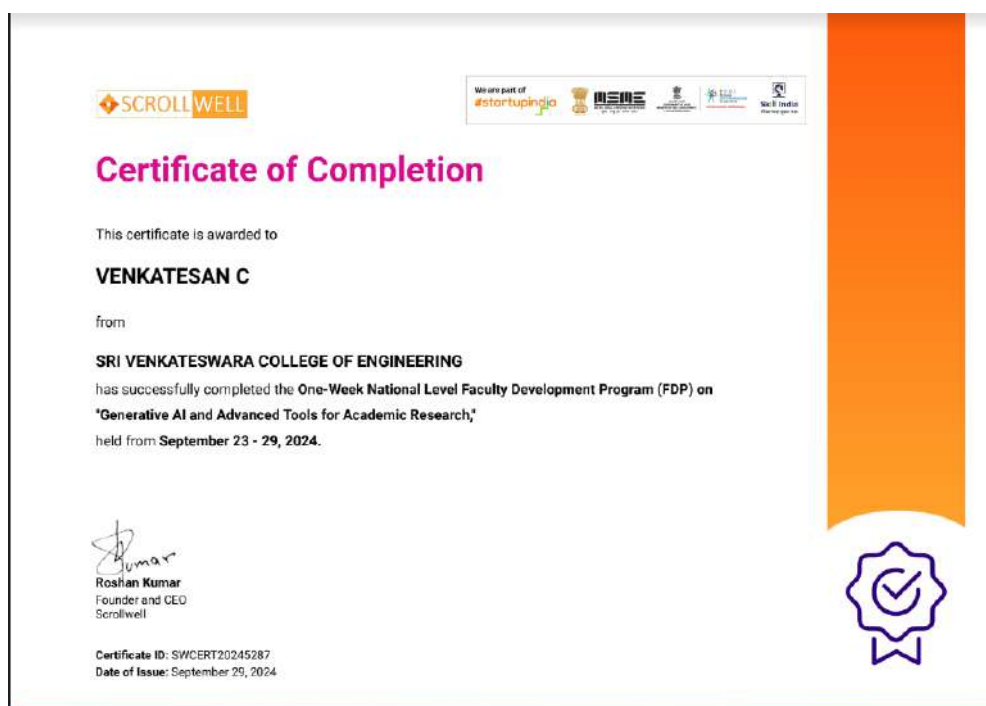 SCROLLWELL
We are part of
#startupindia
MSME
Skill India
Certificate of Completion
This certificate is awarded to
VENKATESAN C
from
SRI VENKATESWARA COLLEGE OF ENGINEERING
has successfully completed the One-Week National Level Faculty Development Program (FDP) on
"Generative AI and Advanced Tools for Academic Research,"
held from September 23 - 29, 2024.
Kumar
Roshan Kumar
Founder and CEO
Scrollwell
Certificate ID: SWCERT20245287
Date of Issue: September 29, 2024